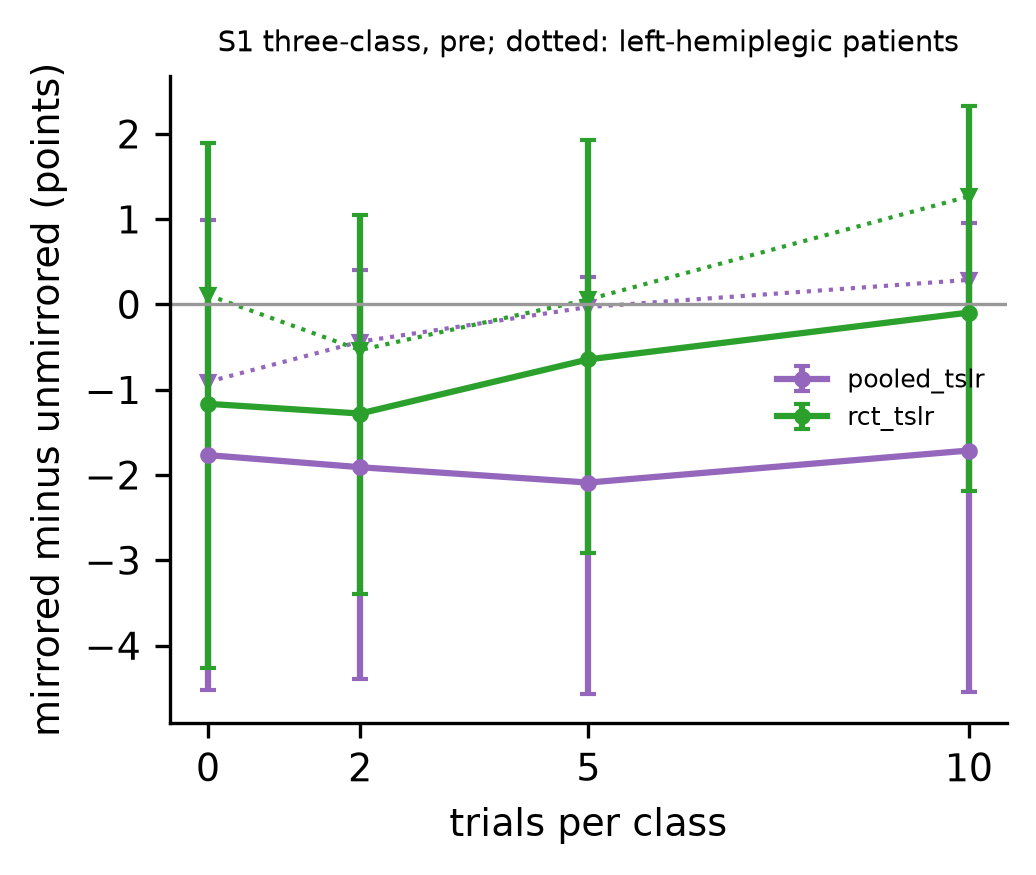 S1 three-class, pre; dotted: left-hemiplegic patients
mirrored minus unmirrored (points)
2
1
0
−1
−2
−3
−4
pooled_tslr
rct_tslr
0 2 5 10
trials per class